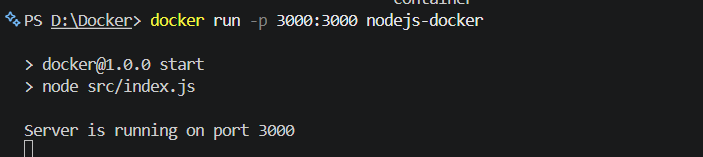 container
PS D:\Docker> docker run -p 3000:3000 nodejs-docker
> docker@1.0.0 start
> node src/index.js
Server is running on port 3000